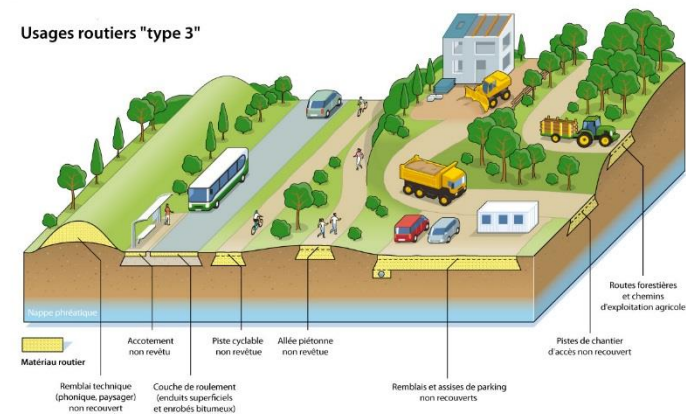 Usages routiers "type 3"
Nappe phréatique
Matériau routier
Remblai technique
(phonique, paysager)
non recouvert
Accotement
non revêtu
Couche de roulement
(enduits superficiels
et enrobés bitumeux)
Piste cyclable
non revêtue
Allée piétonne
non revêtue
Remblais et assises de parking
non recouverts
Pistes de chantier
d'accès non recouvert
Routes forestières
et chemins
d'exploitation agricole